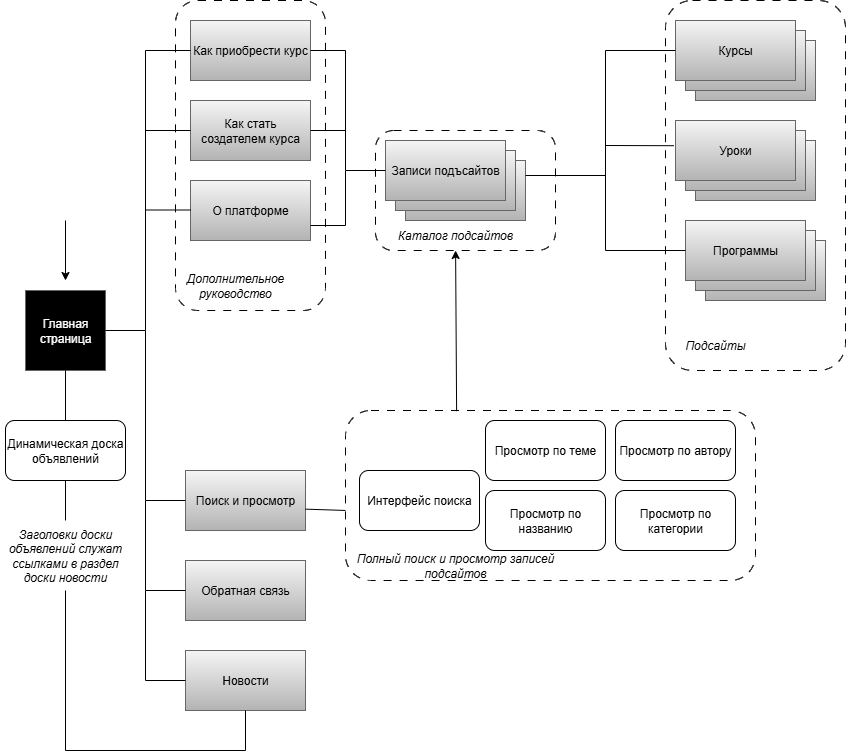 Как приобрести курс
Как стать
создателем курса
О платформе
Дополнительное
руководство
Записи подъсайтов
Каталог подсайтов
Курсы
Уроки
Программы
Подсайты
Главная
страница
Динамическая доска
объявлений
Заголовки доски
объявлений служат
ссылками в раздел
доски новости
Поиск и просмотр
Обратная связь
Новости
Интерфейс поиска
Просмотр по теме
Просмотр по автору
Просмотр по
названию
Просмотр по
категории
Полный поиск и просмотр записей
подсайтов